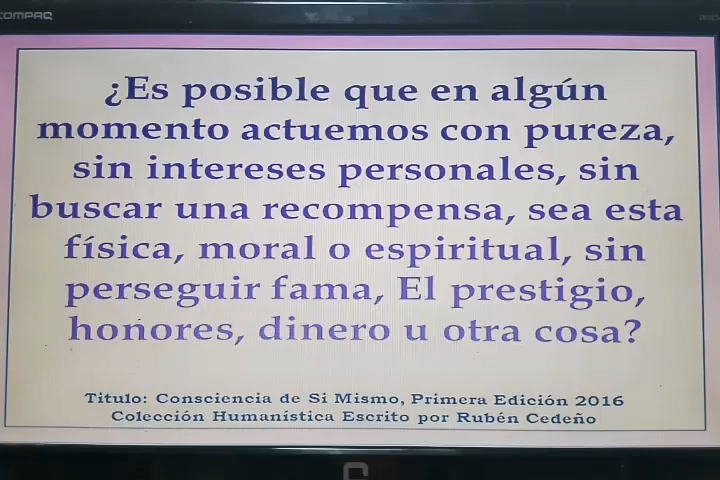 COMPAQ
¿Es posible que en algún
momento actuemos con pureza,
sin intereses personales, sin
buscar una recompensa, sea esta
física, moral o espiritual, sin
perseguir fama, El prestigio,
honores, dinero u otra cosa?
Titulo: Consciencia de Si Mismo, Primera Edición 2016
Colección Humanística Escrito por Rubén Cedeño